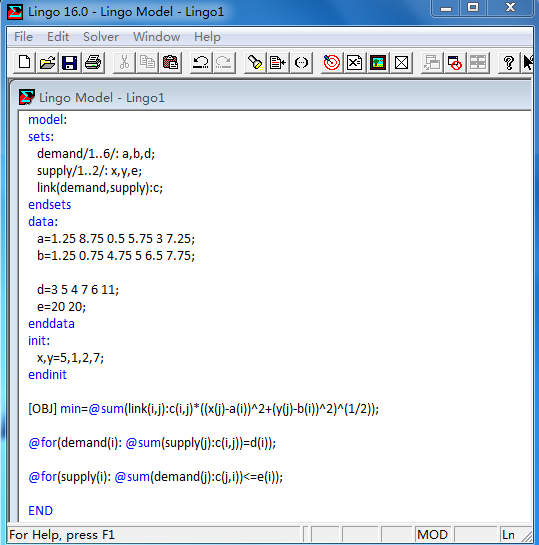 Lingo 16.0 - Lingo Model - Lingo1
File Edit Solver Window Help
Lingo Model - Lingo1
model:
sets:
demand/1..6/: a,b,d;
supply/1..2/: x,y,e;
link(demand,supply):c;
endsets
data:
a=1.25 8.75 0.5 5.75 3 7.25;
b=1.25 0.75 4.75 5 6.5 7.75;
d=3 5 4 7 6 11;
e=20 20;
enddata
init:
x,y=5,1,2,7;
endinit
[OBJ] min=@sum(link(i,j):c(i,j)*((x(j)-a(i))^2+(y(j)-b(i))^2)^(1/2));
@for(demand(i): @sum(supply(j):c(i,j))=d(i));
@for(supply(i): @sum(demand(j):c(j,i))<=e(i));
END
For Help, press F1 MOD Ln